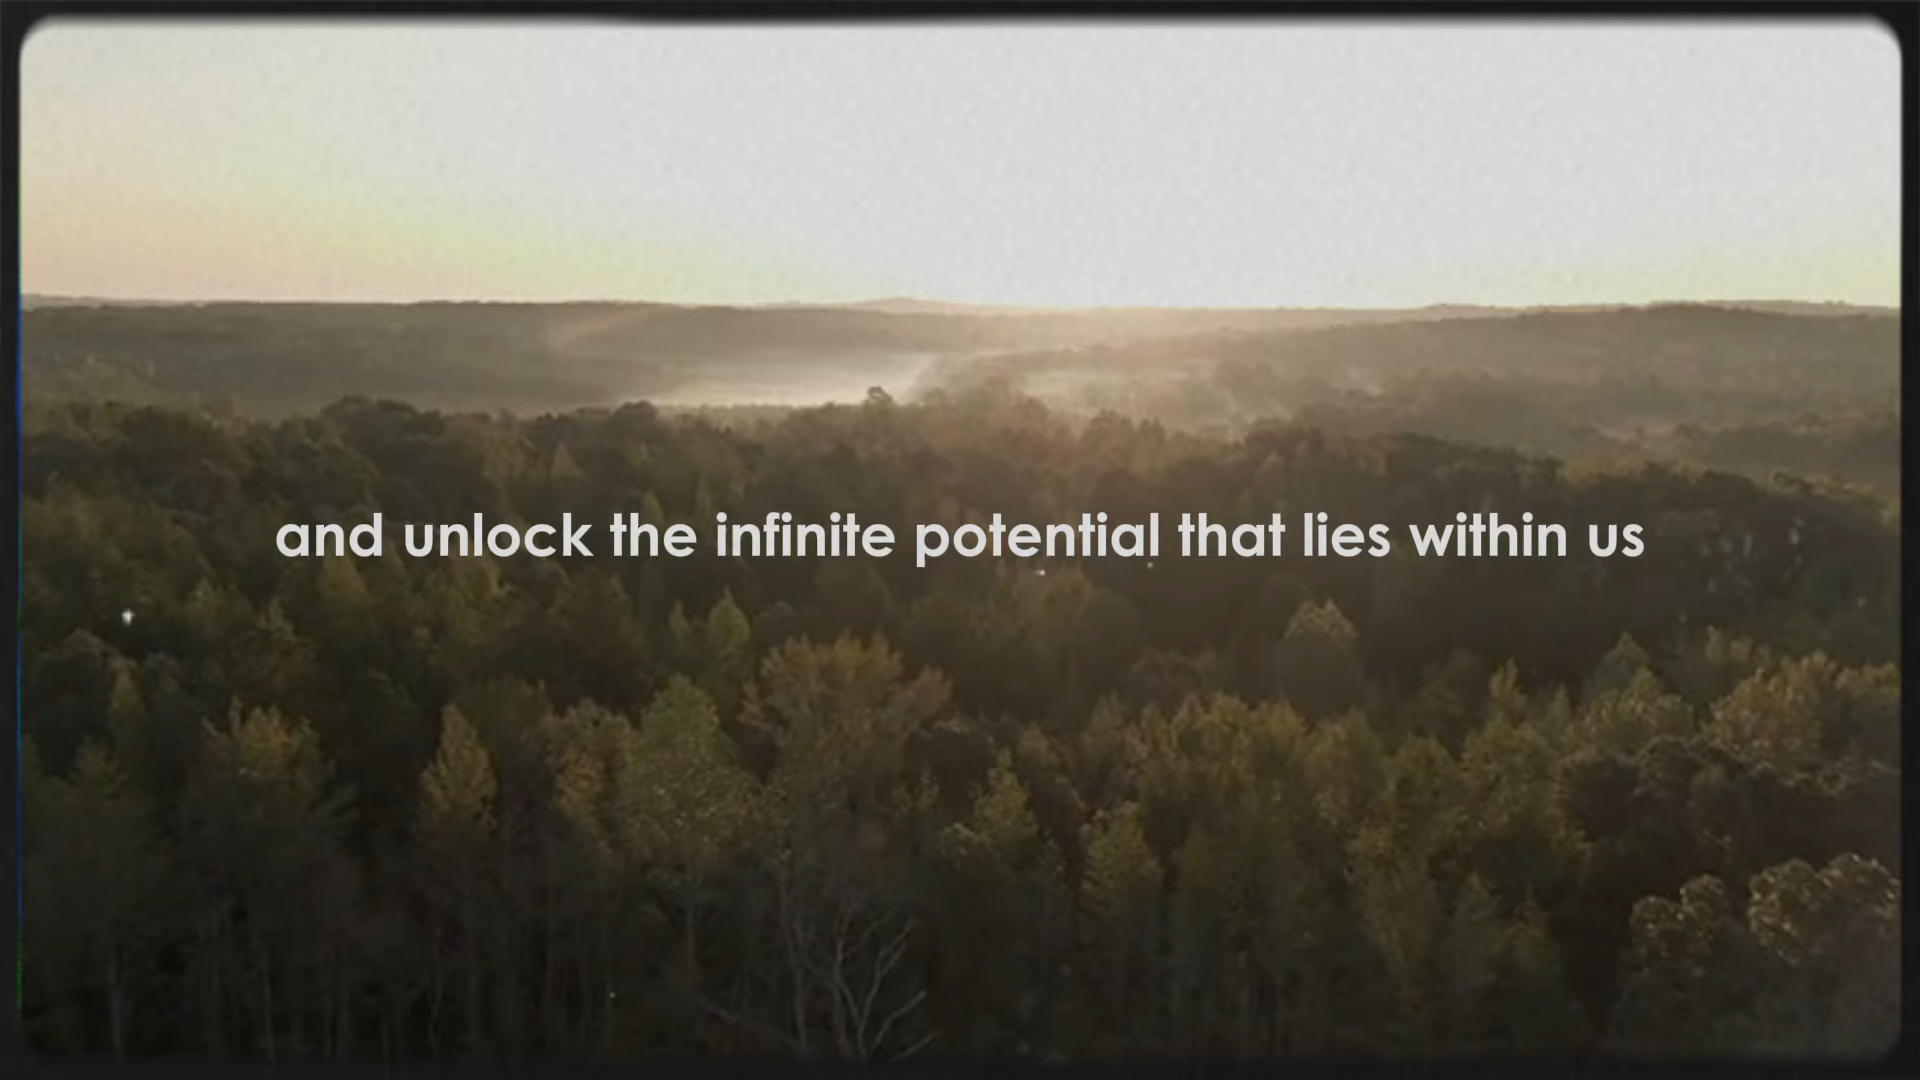 and unlock the infinite potential that lies within us